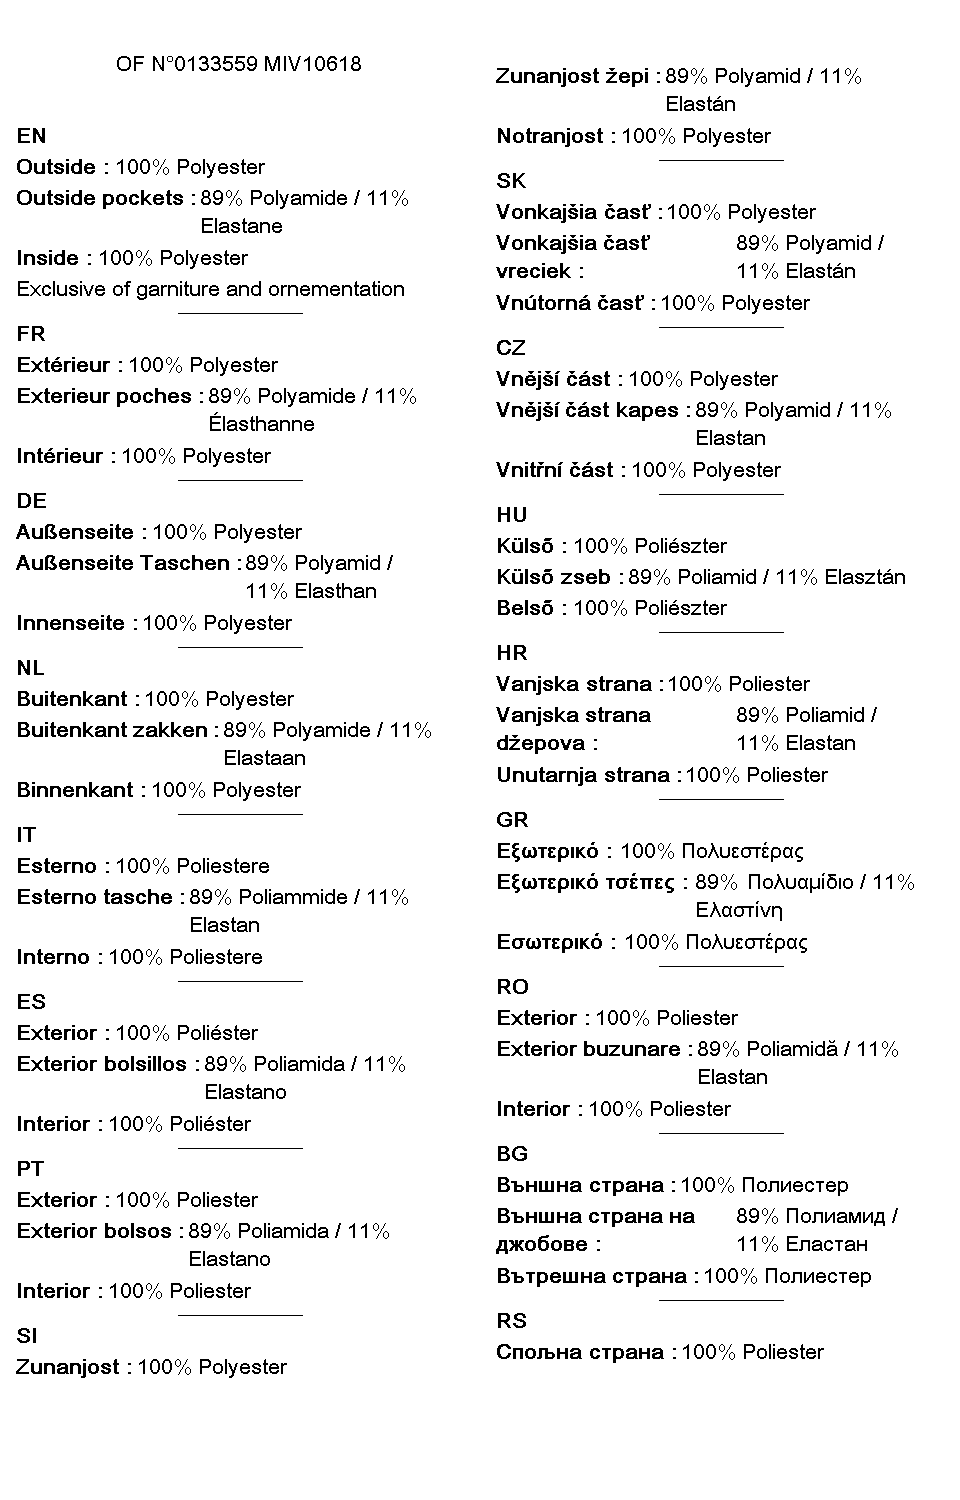 OF N°0133559 MIV10618
EN
Outside : 100% Polyester
Outside pockets : 89% Polyamide / 11%
Elastane
Inside : 100% Polyester
Exclusive of garniture and ornementation
FR
Extérieur : 100% Polyester
Exterieur poches : 89% Polyamide / 11%
Élasthanne
Intérieur : 100% Polyester
DE
Außenseite : 100% Polyester
Außenseite Taschen : 89% Polyamid /
11% Elasthan
Innenseite : 100% Polyester
NL
Buitenkant : 100% Polyester
Buitenkant zakken : 89% Polyamide / 11%
Elastaan
Binnenkant : 100% Polyester
IT
Esterno : 100% Poliestere
Esterno tasche : 89% Poliammide / 11%
Elastan
Interno : 100% Poliestere
ES
Exterior : 100% Poliéster
Exterior bolsillos : 89% Poliamida / 11%
Elastano
Interior : 100% Poliéster
PT
Exterior : 100% Poliester
Exterior bolsos : 89% Poliamida / 11%
Elastano
Interior : 100% Poliester
SI
Zunanjost : 100% Polyester
Zunanjost žepi : 89% Polyamid / 11%
Elastán
Notranjost : 100% Polyester
SK
Vonkajšia časť : 100% Polyester
Vonkajšia časť 89% Polyamid /
vreciek : 11% Elastán
Vnútorná časť : 100% Polyester
CZ
Vnější část : 100% Polyester
Vnější část kapes : 89% Polyamid / 11%
Elastan
Vnitřní část : 100% Polyester
HU
Külső : 100% Poliészter
Külső zseb : 89% Poliamid / 11% Elasztán
Belső : 100% Poliészter
HR
Vanjska strana : 100% Poliester
Vanjska strana 89% Poliamid /
džepova : 11% Elastan
Unutarnja strana : 100% Poliester
GR
Εξωτερικό : 100% Πολυεστέρας
Εξωτερικό τσέπες : 89% Πολυαμίδιο / 11%
Ελαστίνη
Εσωτερικό : 100% Πολυεστέρας
RO
Exterior : 100% Poliester
Exterior buzunare : 89% Poliamidă / 11%
Elastan
Interior : 100% Poliester
BG
Външна страна : 100% Полиестер
Външна страна на 89% Полиамид /
джобове : 11% Еластан
Вътрешна страна : 100% Полиестер
RS
Спољна страна : 100% Poliester